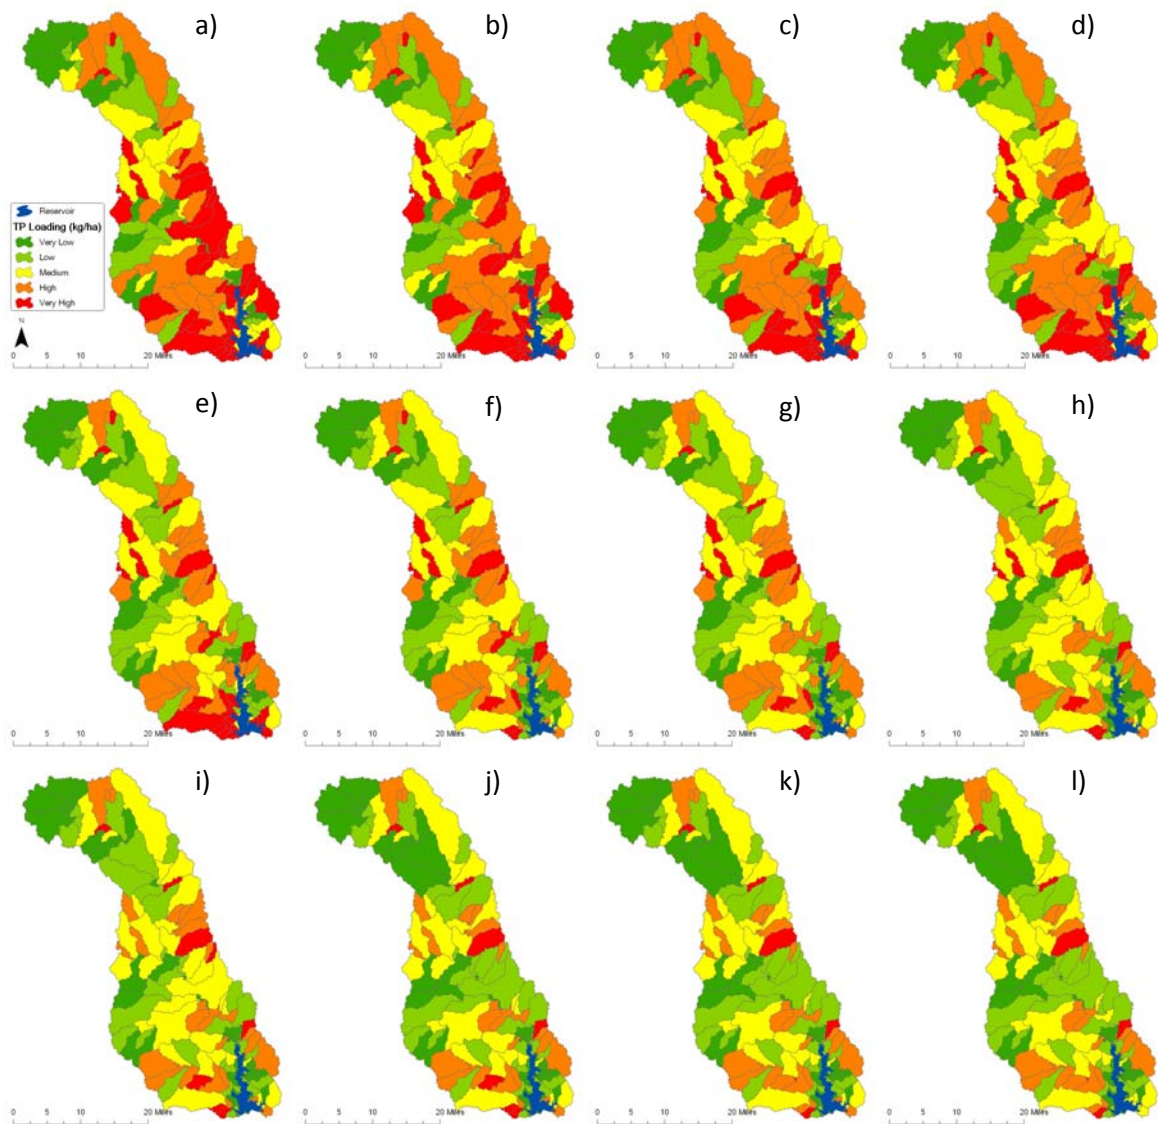 a)
b)
c)
d)
Reservoir
TP Loading (kg/ha)
Very Low
Low
Medium
High
Very High
N
0 5 10 20 Miles
0 5 10 20 Miles
0 5 10 20 Miles
0 5 10 20 Miles
e)
f)
g)
h)
0 5 10 20 Miles
0 5 10 20 Miles
0 5 10 20 Miles
0 5 10 20 Miles
i)
j)
k)
l)
0 5 10 20 Miles
0 5 10 20 Miles
0 5 10 20 Miles
0 5 10 20 Miles